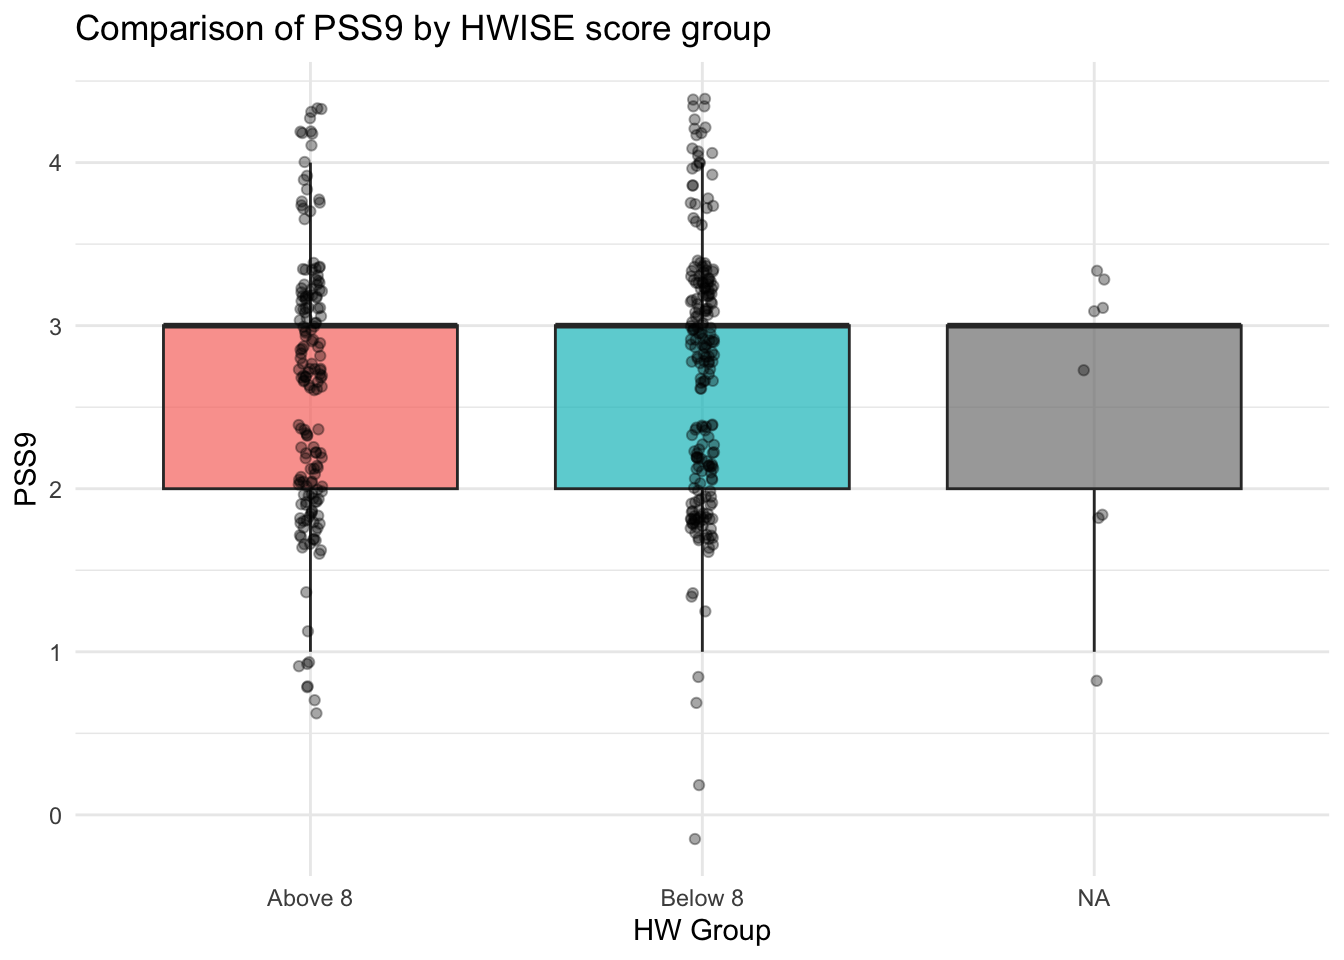 Comparison of PSS9 by HWISE score group
PSS9
4
3
2
1
0
Above 8
Below 8
NA
HW Group